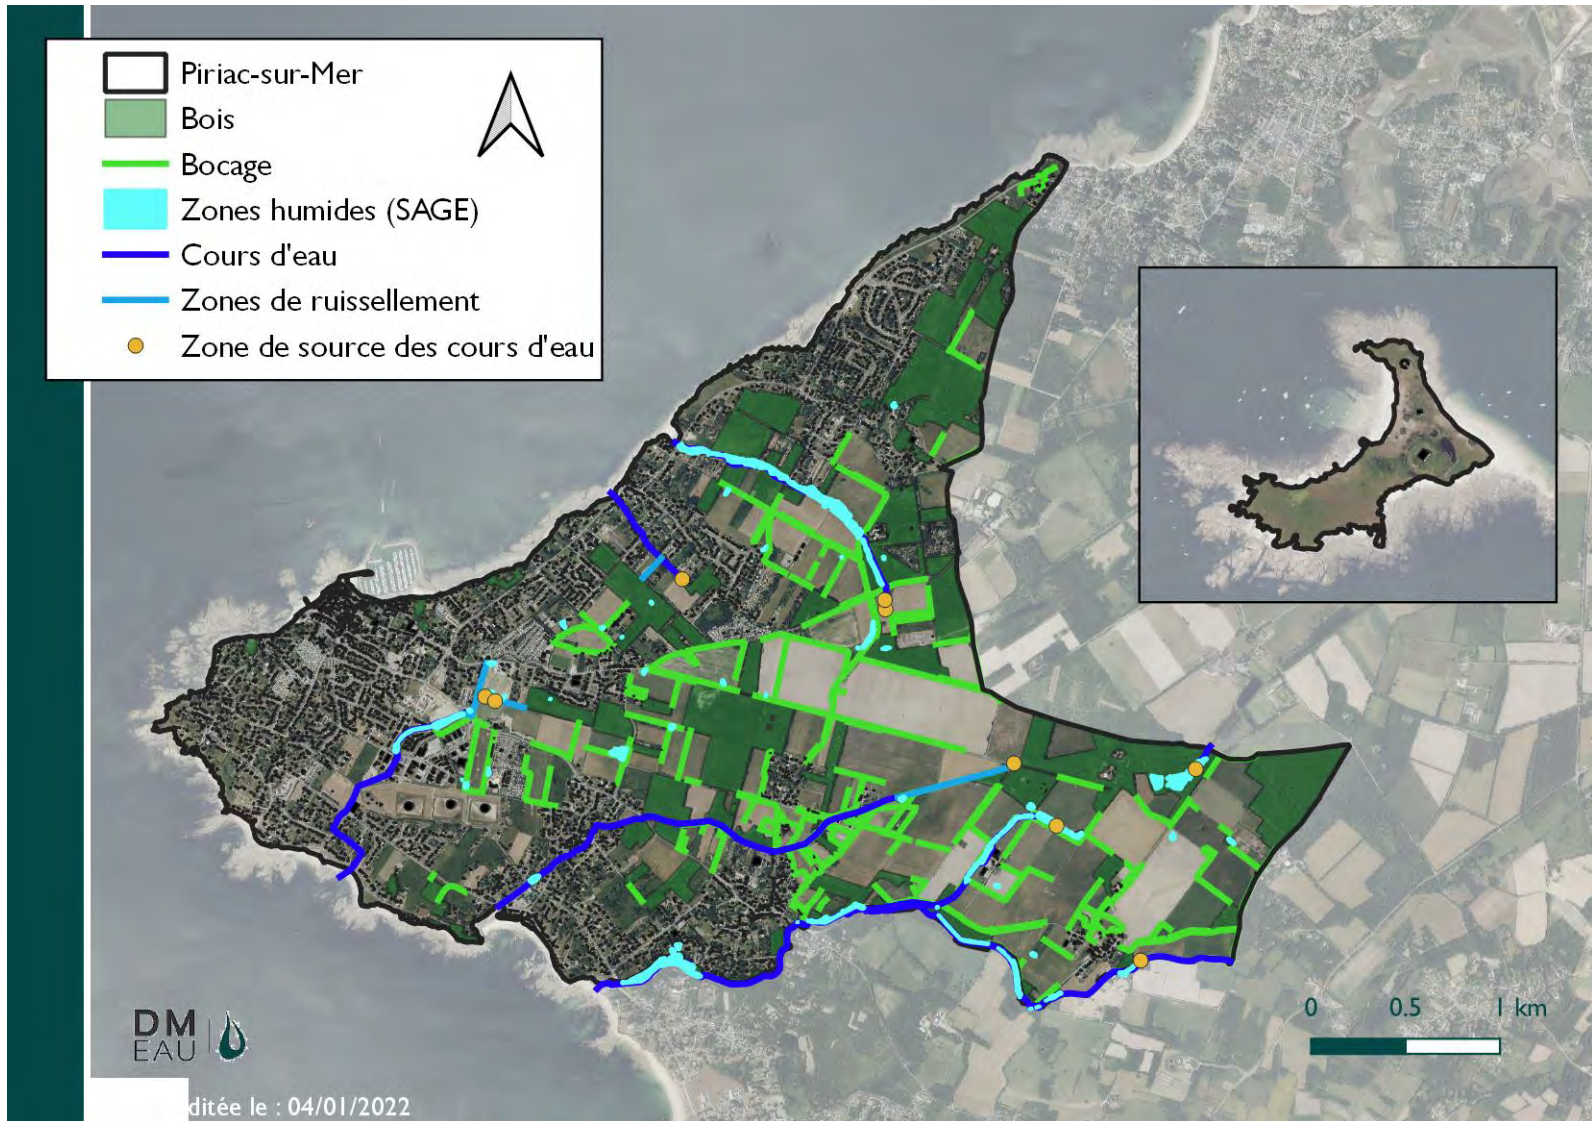 Piriac-sur-Mer
Bois
Bocage
Zones humides (SAGE)
Cours d'eau
Zones de ruissellement
Zone de source des cours d'eau
0 0.5 1 km
DM
EAU
ditée le : 04/01/2022